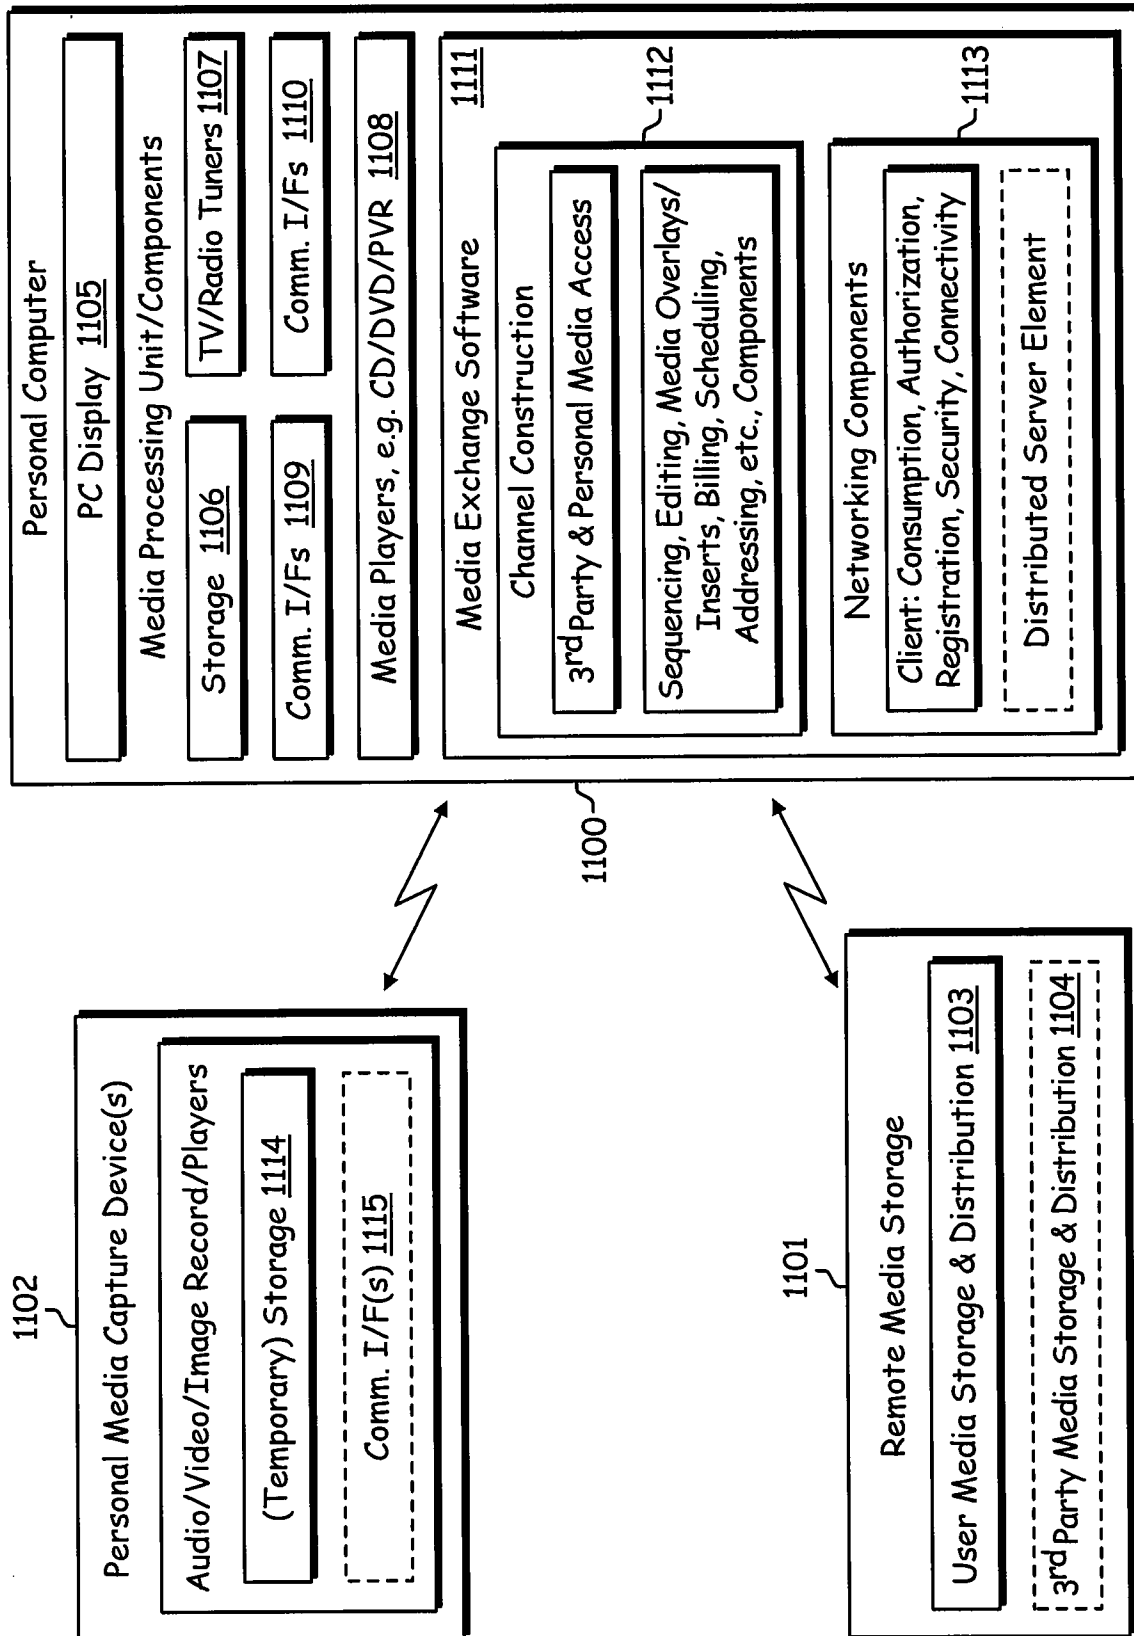 1102
Personal Media Capture Device(s)
Audio/Video/Image Record/Players
(Temporary) Storage 1114
Comm. I/F(s) 1115
1101
Remote Media Storage
User Media Storage & Distribution 1103
3rd Party Media Storage & Distribution 1104
1100
Personal Computer
PC Display 1105
Media Processing Unit/Components
Storage 1106
TV/Radio Tuners 1107
Comm. I/Fs 1109
Comm. I/Fs 1110
Media Players, e.g. CD/DVD/PVR 1108
Media Exchange Software
1111
Channel Construction
3rd Party & Personal Media Access
Sequencing, Editing, Media Overlays/
Inserts, Billing, Scheduling,
Addressing, etc., Components
1112
Networking Components
Client: Consumption, Authorization,
Registration, Security, Connectivity
Distributed Server Element
1113